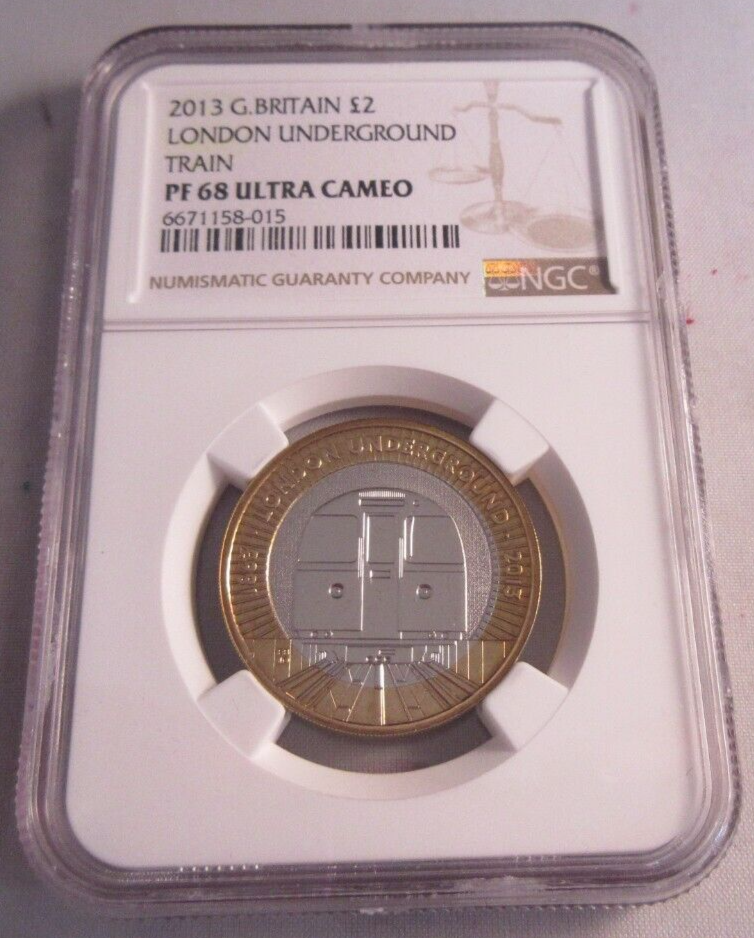 2013 G.BRITAIN £2
LONDON UNDERGROUND
TRAIN
PF 68 ULTRA CAMEO
6671158-015
NUMISMATIC GUARANTY COMPANY
NGC®
1863 · LONDON UNDERGROUND · 2013